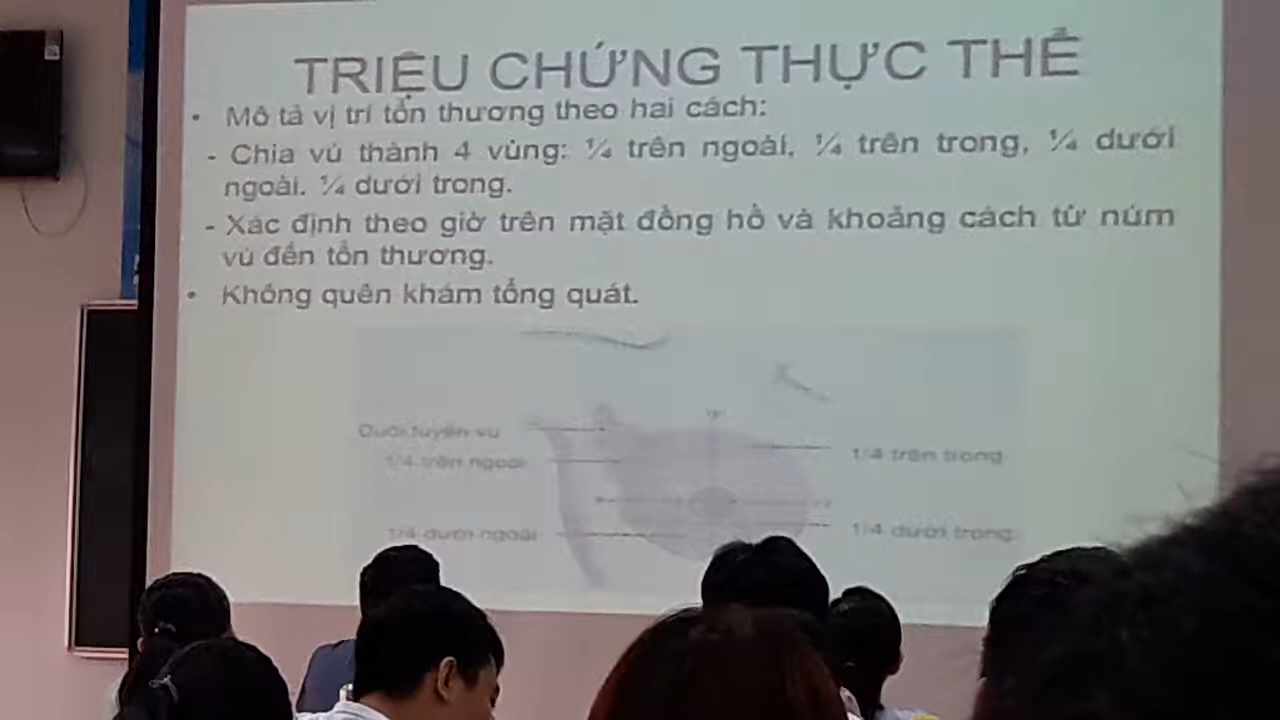 TRIỆU CHỨNG THỰC THỂ
• Mô tả vị trí tổn thương theo hai cách:
- Chia vú thành 4 vùng: ¼ trên ngoài, ¼ trên trong, ¼ dưới
ngoài. ¼ dưới trong.
- Xác định theo giờ trên mặt đồng hồ và khoảng cách từ núm
vú đến tổn thương.
• Không quên khám tổng quát.
Đuôi tuyến vú
1/4 trên ngoài
1/4 trên trong
1/4 dưới ngoài
1/4 dưới trong